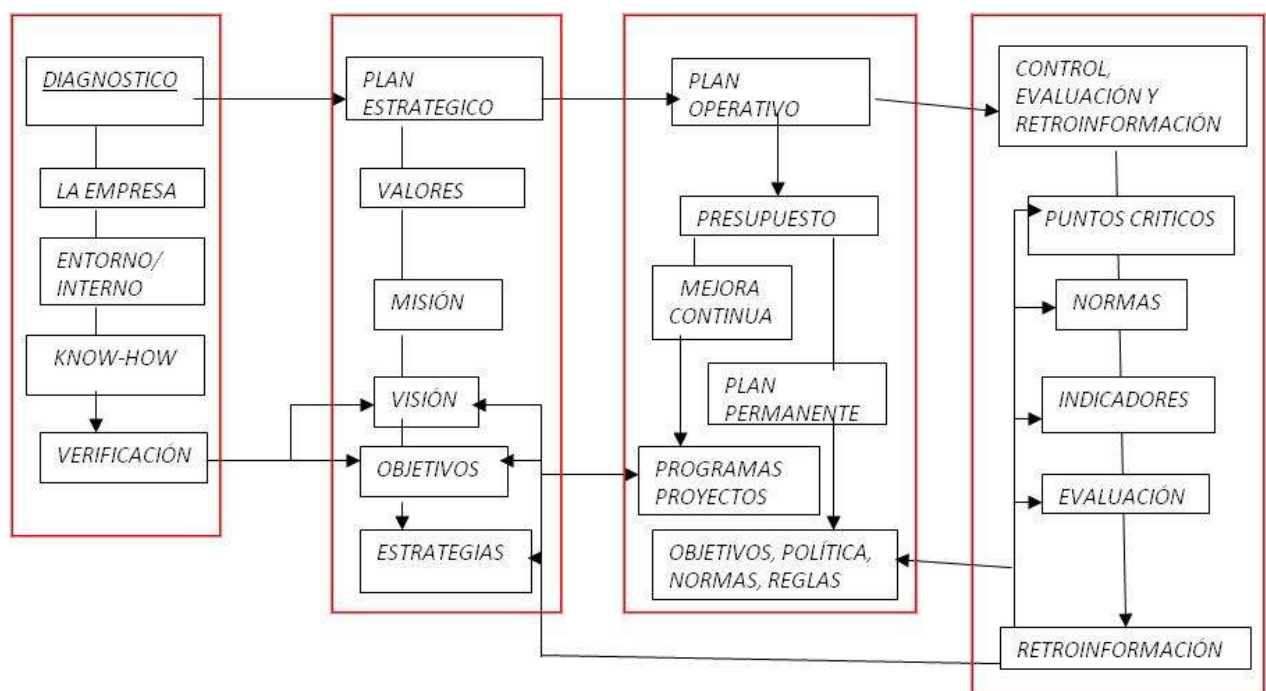 DIAGNOSTICO
LA EMPRESA
ENTORNO/
INTERNO
KNOW-HOW
VERIFICACIÓN
PLAN
ESTRATEGICO
VALORES
MISIÓN
VISIÓN
OBJETIVOS
ESTRATEGIAS
PLAN
OPERATIVO
PRESUPUESTO
MEJORA
CONTINUA
PLAN
PERMANENTE
PROGRAMAS
PROYECTOS
OBJETIVOS, POLÍTICA,
NORMAS, REGLAS
CONTROL,
EVALUACIÓN Y
RETROINFORMACIÓN
PUNTOS CRITICOS
NORMAS
INDICADORES
EVALUACIÓN
RETROINFORMACIÓN